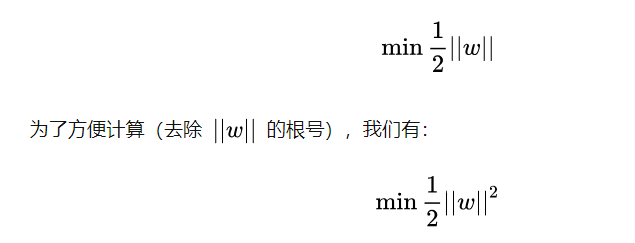 min 1/2 ||w||
为了方便计算（去除 ||w|| 的根号），我们有：
min 1/2 ||w||²